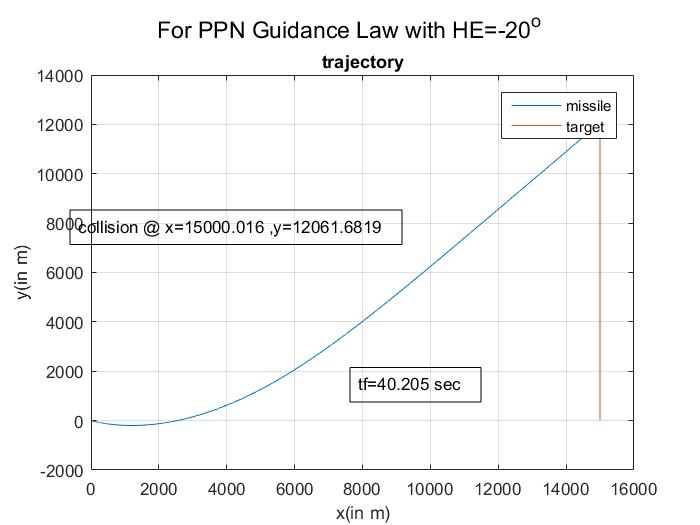 For PPN Guidance Law with HE=-20°
trajectory
14000
12000
10000
8000
6000
4000
2000
0
-2000
y(in m)
missile
target
collision @ x=15000.016 ,y=12061.6819
tf=40.205 sec
0 2000 4000 6000 8000 10000 12000 14000 16000
x(in m)